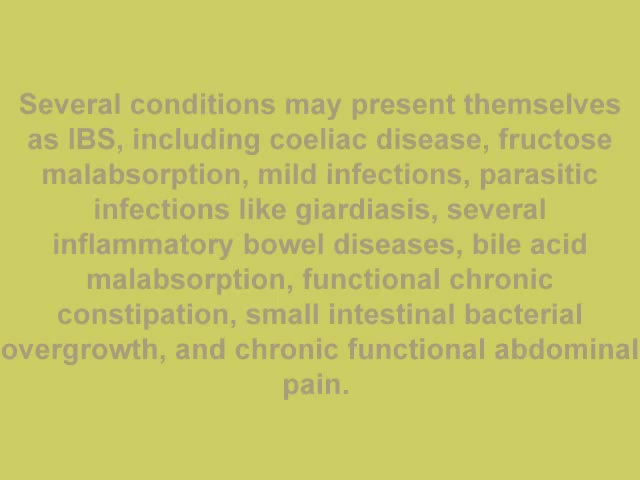 Several conditions may present themselves
as IBS, including coeliac disease, fructose
malabsorption, mild infections, parasitic
infections like giardiasis, several
inflammatory bowel diseases, bile acid
malabsorption, functional chronic
constipation, small intestinal bacterial
overgrowth, and chronic functional abdominal
pain.